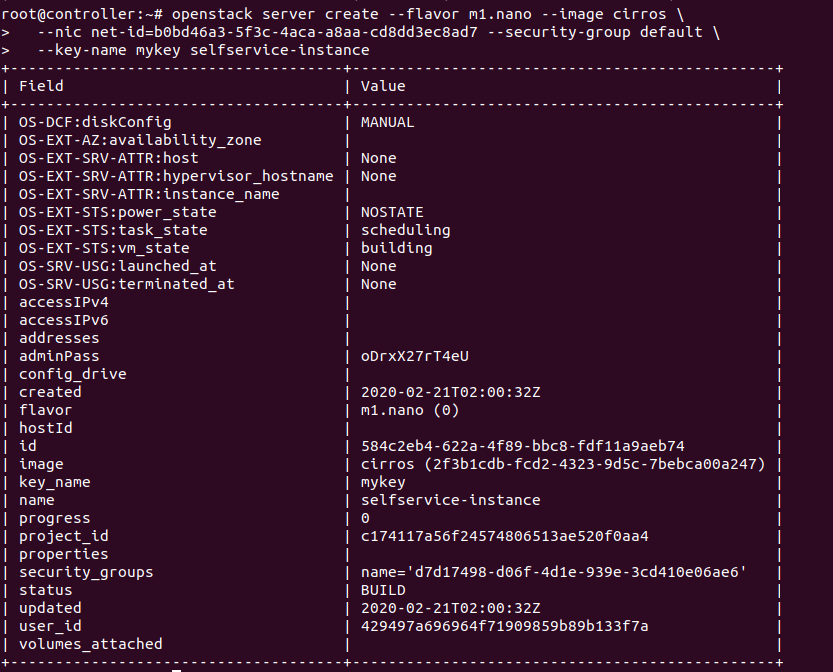 root@controller:~# openstack server create --flavor m1.nano --image cirros \
>   --nic net-id=b0bd46a3-5f3c-4aca-a8aa-cd8dd3ec8ad7 --security-group default \
>   --key-name mykey selfservice-instance
+-------------------------------------+-----------------------------------------------+
| Field                               | Value                                         |
+-------------------------------------+-----------------------------------------------+
| OS-DCF:diskConfig                   | MANUAL                                        |
| OS-EXT-AZ:availability_zone         |                                               |
| OS-EXT-SRV-ATTR:host                | None                                          |
| OS-EXT-SRV-ATTR:hypervisor_hostname | None                                          |
| OS-EXT-SRV-ATTR:instance_name       |                                               |
| OS-EXT-STS:power_state              | NOSTATE                                       |
| OS-EXT-STS:task_state               | scheduling                                    |
| OS-EXT-STS:vm_state                 | building                                      |
| OS-SRV-USG:launched_at              | None                                          |
| OS-SRV-USG:terminated_at            | None                                          |
| accessIPv4                          |                                               |
| accessIPv6                          |                                               |
| addresses                           |                                               |
| adminPass                           | oDrxX27rT4eU                                  |
| config_drive                        |                                               |
| created                             | 2020-02-21T02:00:32Z                          |
| flavor                              | m1.nano (0)                                   |
| hostId                              |                                               |
| id                                  | 584c2eb4-622a-4f89-bbc8-fdf11a9aeb74          |
| image                               | cirros (2f3b1cdb-fcd2-4323-9d5c-7bebca00a247) |
| key_name                            | mykey                                         |
| name                                | selfservice-instance                          |
| progress                            | 0                                             |
| project_id                          | c174117a56f24574806513ae520f0aa4              |
| properties                          |                                               |
| security_groups                     | name='d7d17498-d06f-4d1e-939e-3cd410e06ae6'   |
| status                              | BUILD                                         |
| updated                             | 2020-02-21T02:00:32Z                          |
| user_id                             | 429497a696964f71909859b89b133f7a              |
| volumes_attached                    |                                               |
+-------------------------------------+-----------------------------------------------+